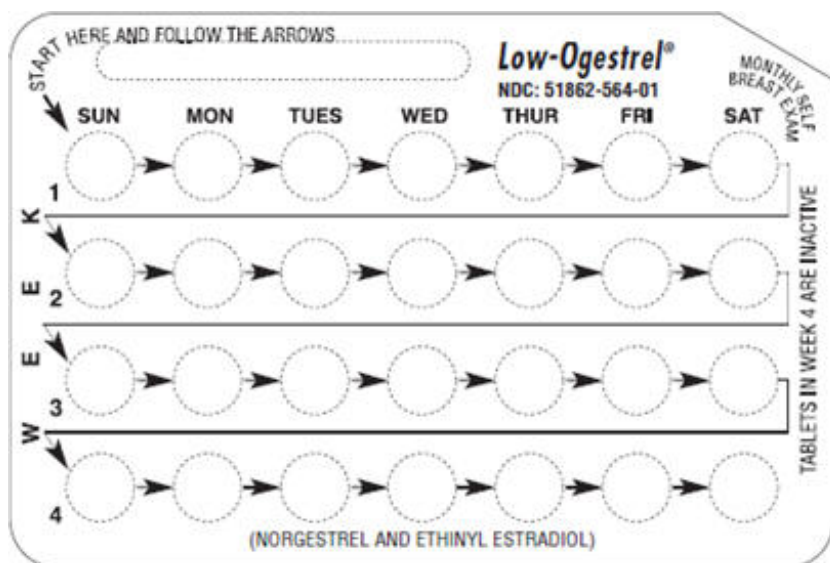 START HERE AND FOLLOW THE ARROWS
Low-Ogestrel®
NDC: 51862-564-01
MONTHLY SELF
BREAST EXAM
SUN MON TUES WED THUR FRI SAT
WEEK
1
2
3
4
TABLETS IN WEEK 4 ARE INACTIVE
(NORGESTREL AND ETHINYL ESTRADIOL)